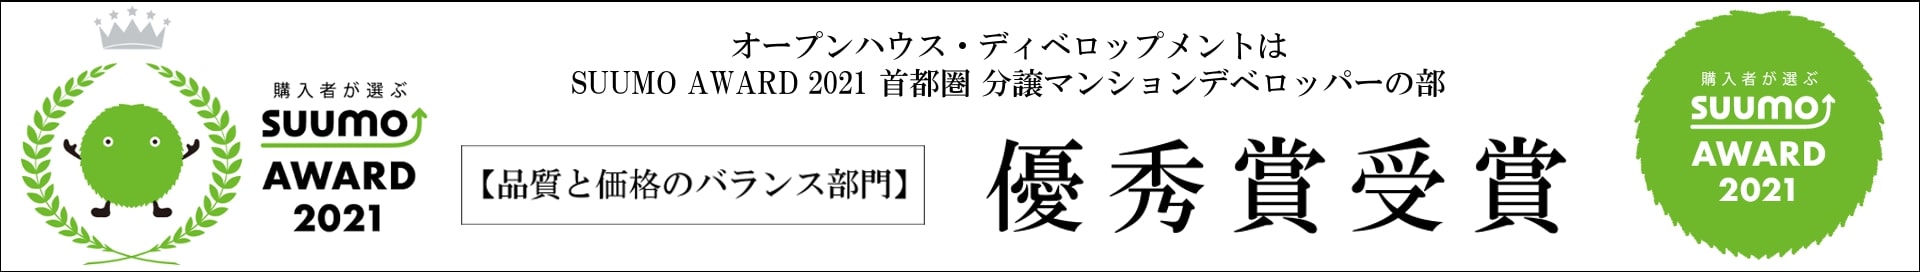 購入者が選ぶ
SUUMO
AWARD
2021
オープンハウス・ディベロップメントは
SUUMO AWARD 2021 首都圏 分譲マンションデベロッパーの部
【品質と価格のバランス部門】
優秀賞受賞
購入者が選ぶ
SUUMO
AWARD
2021